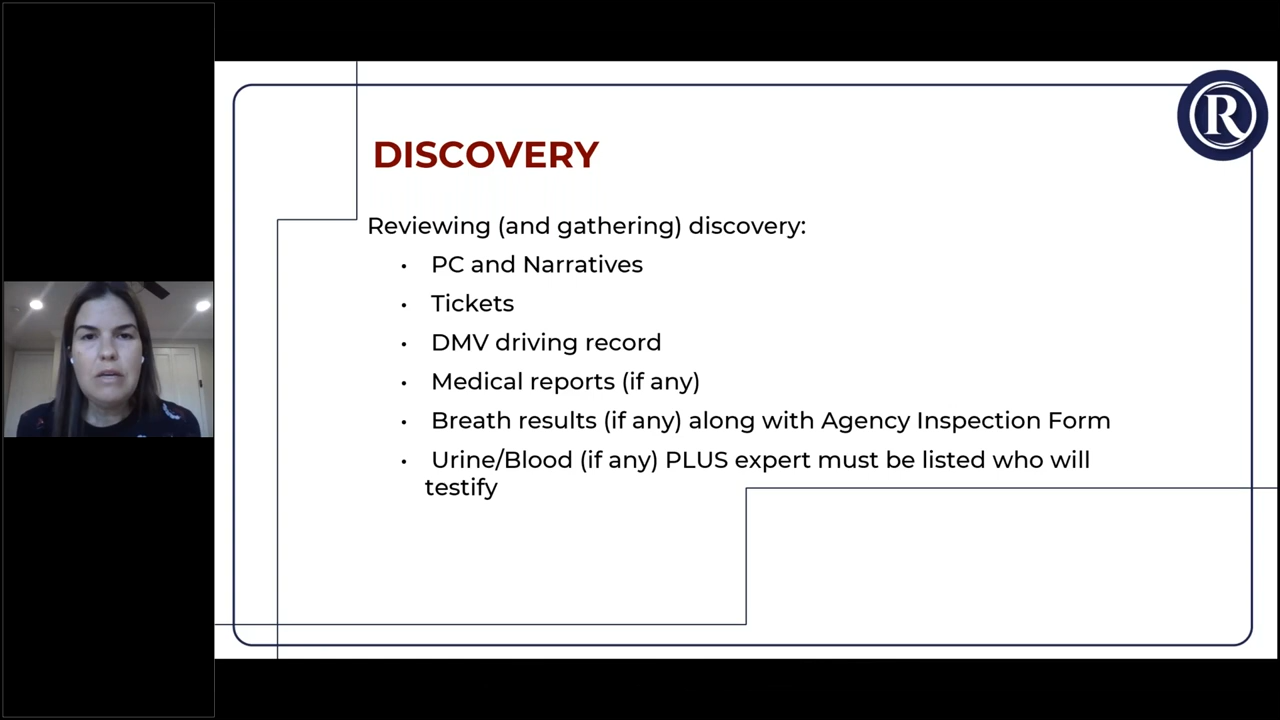 R
DISCOVERY
Reviewing (and gathering) discovery:
• PC and Narratives
• Tickets
• DMV driving record
• Medical reports (if any)
• Breath results (if any) along with Agency Inspection Form
• Urine/Blood (if any) PLUS expert must be listed who will
testify